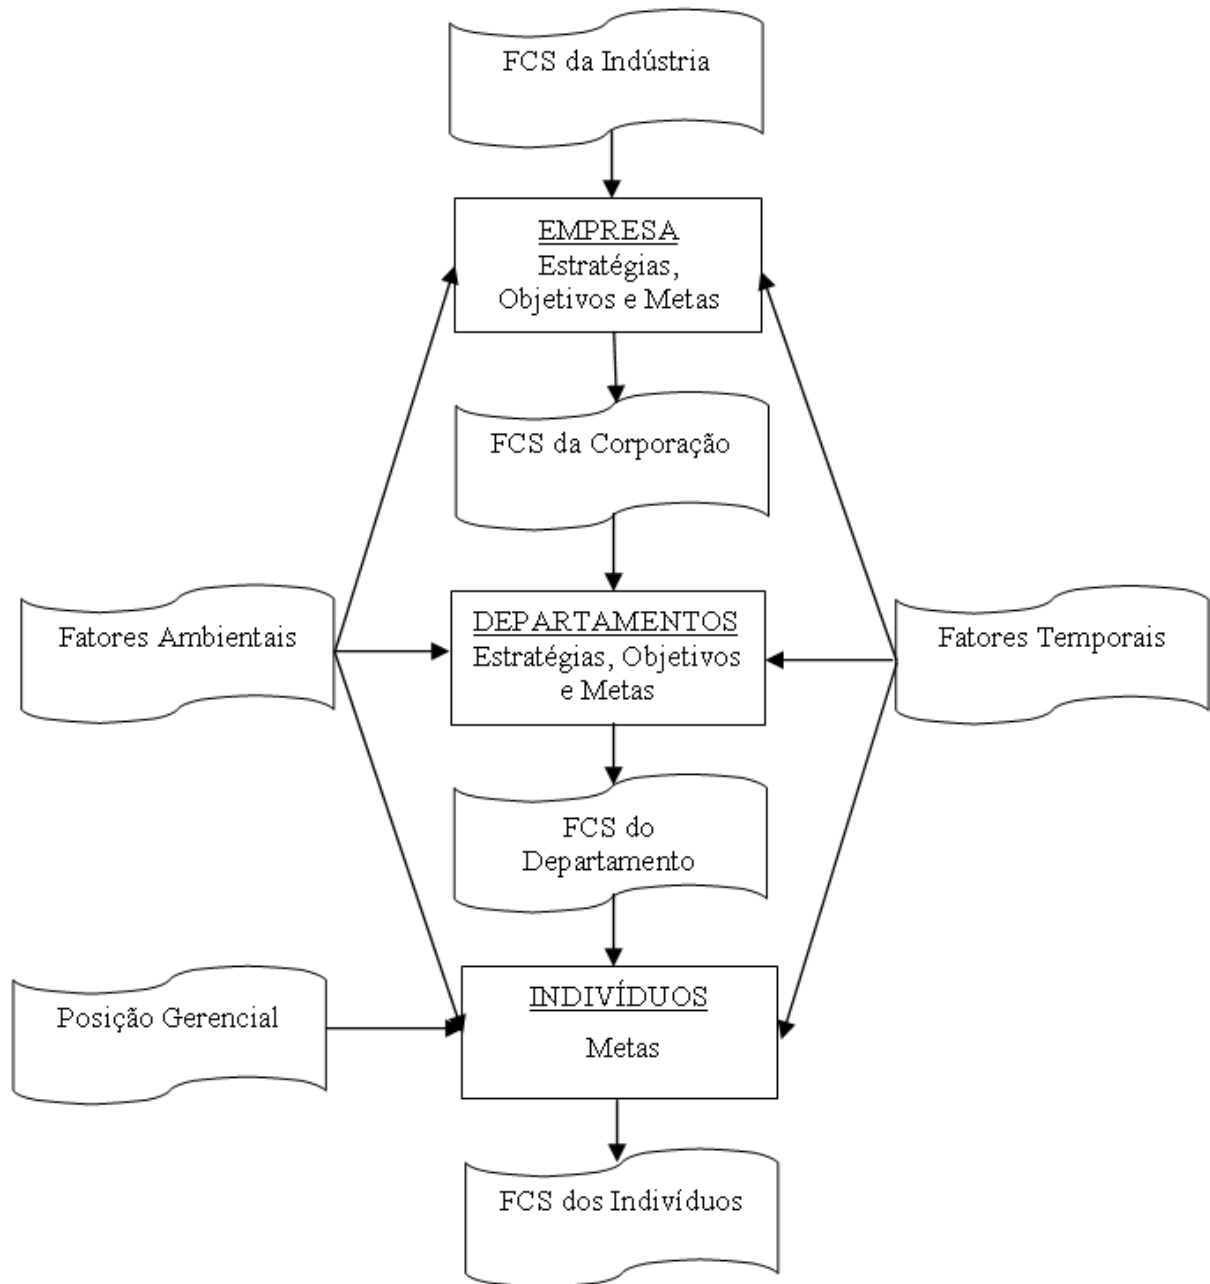 FCS da Indústria
EMPRESA
Estratégias,
Objetivos e Metas
FCS da Corporação
Fatores Ambientais
DEPARTAMENTOS
Estratégias, Objetivos
e Metas
Fatores Temporais
FCS do
Departamento
Posição Gerencial
INDIVÍDUOS
Metas
FCS dos Indivíduos